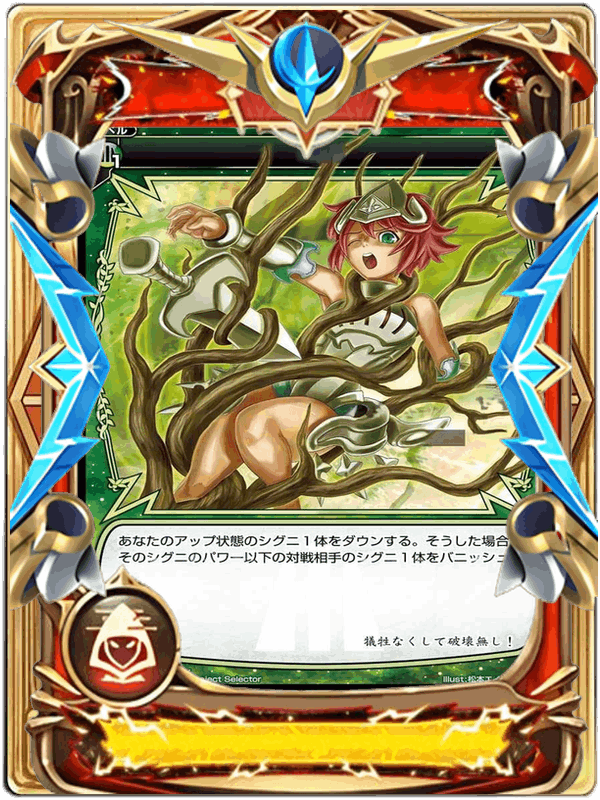 ベル
1
あなたのアップ状態のシグニ1体をダウンする。そうした場合
そのシグニのパワー以下の対戦相手のシグニ1体をバニッシュ
犠牲なくして破壊無し!
ject Selector
Illust:松本エ